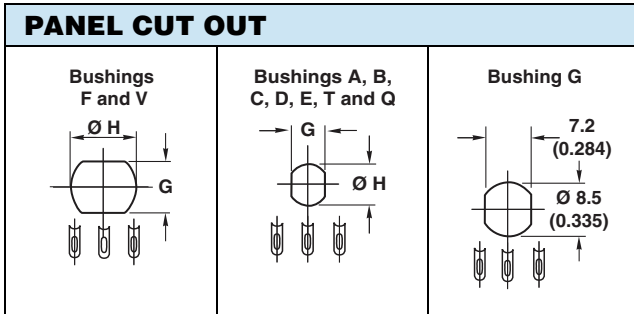 PANEL CUT OUT
Bushings
F and V
Ø H
G
Bushings A, B,
C, D, E, T and Q
G
Ø H
Bushing G
7.2
(0.284)
Ø 8.5
(0.335)